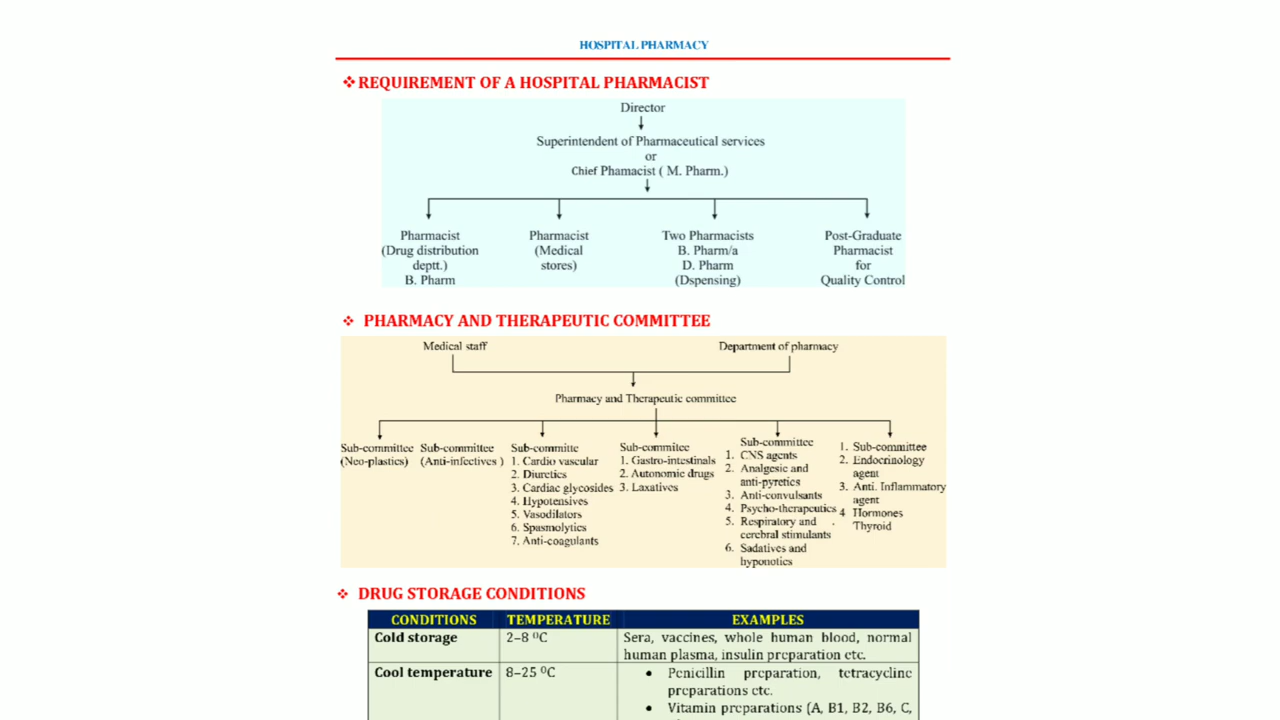 HOSPITAL PHARMACY
❖REQUIREMENT OF A HOSPITAL PHARMACIST
Director
Superintendent of Pharmaceutical services
or
Chief Phamacist ( M. Pharm.)
Pharmacist
(Drug distribution
deptt.)
B. Pharm
Pharmacist
(Medical
stores)
Two Pharmacists
B. Pharm/a
D. Pharm
(Dspensing)
Post-Graduate
Pharmacist
for
Quality Control
❖ PHARMACY AND THERAPEUTIC COMMITTEE
Medical staff
Department of pharmacy
Pharmacy and Therapeutic committee
Sub-committee
(Neo-plastics)
Sub-committee
(Anti-infectives )
Sub-committe
1. Cardio vascular
2. Diuretics
3. Cardiac glycosides
4. Hypotensives
5. Vasodilators
6. Spasmolytics
7. Anti-coagulants
Sub-commitee
1. Gastro-intestinals
2. Autonomic drugs
3. Laxatives
Sub-committee
1. CNS agents
2. Analgesic and
anti-pyretics
3. Anti-convulsants
4. Psycho-therapeutics
5. Respiratory and
cerebral stimulants
6. Sadatives and
hyponotics
1. Sub-committee
2. Endocrinology
agent
3. Anti. Inflammatory
agent
4 Hormones
Thyroid
❖ DRUG STORAGE CONDITIONS
CONDITIONS TEMPERATURE EXAMPLES
Cold storage 2–8 ⁰C Sera, vaccines, whole human blood, normal
human plasma, insulin preparation etc.
Cool temperature 8–25 ⁰C • Penicillin preparation, tetracycline
preparations etc.
• Vitamin preparations (A, B1, B2, B6, C,